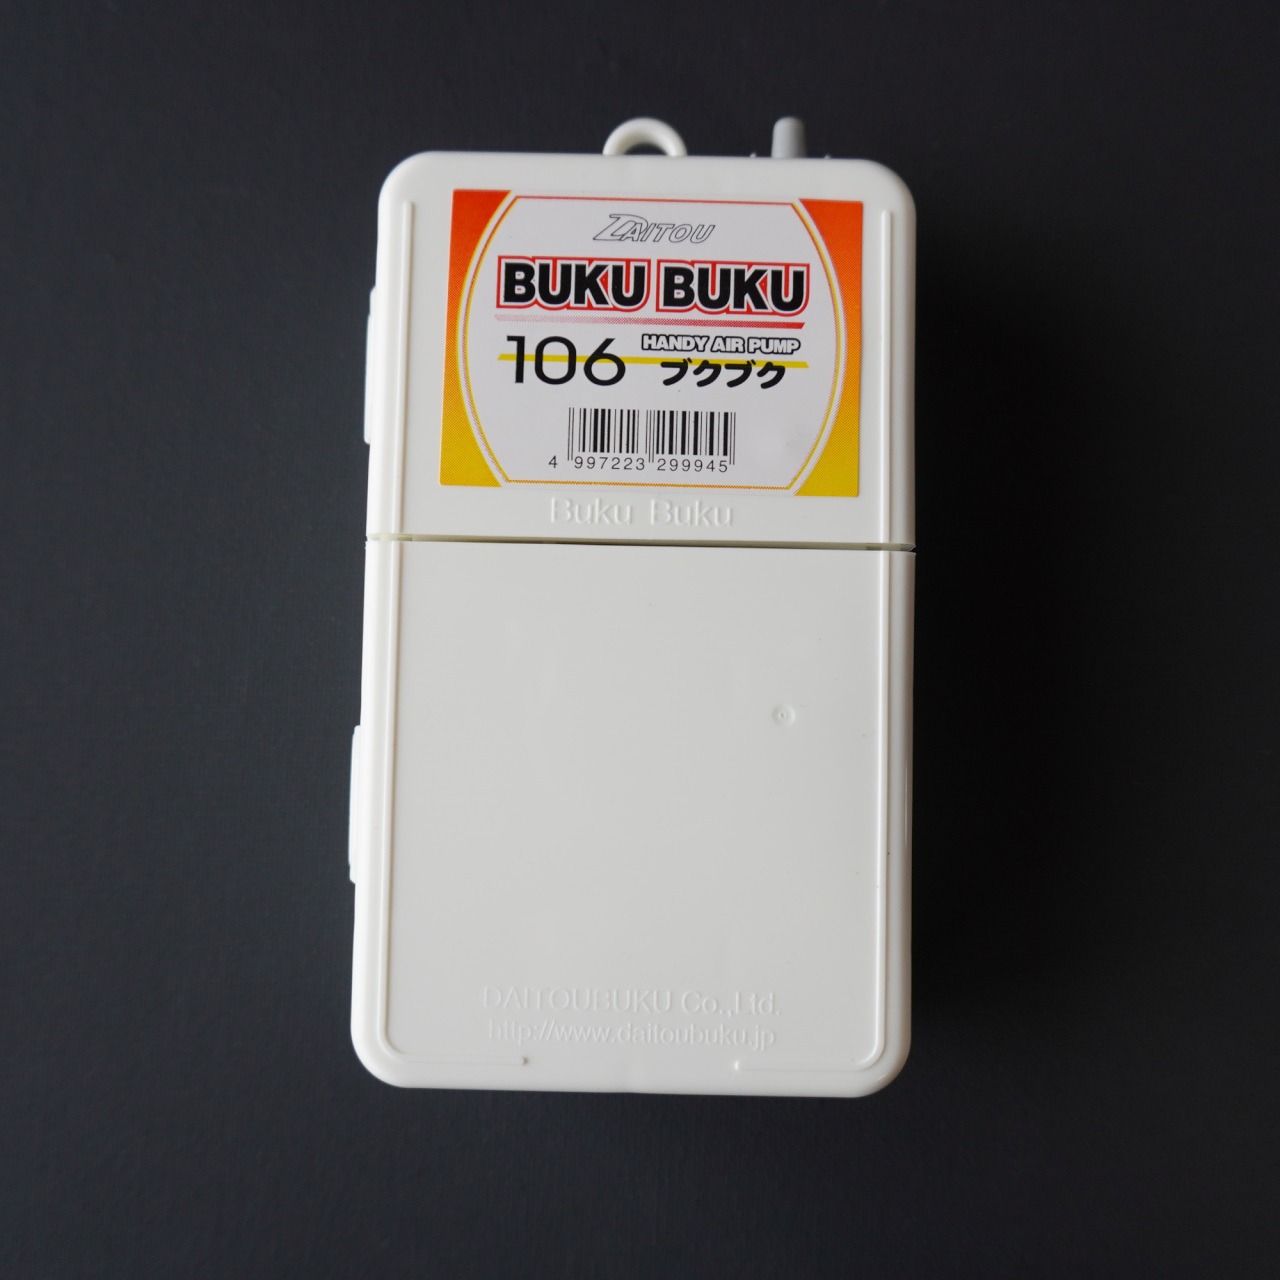 DAITOU
BUKU BUKU
106
HANDY AIR PUMP
ブクブク
4 997223 299945
Buku Buku
DAITOUBUKU Co.,Ltd.
http://www.daitoubuku.jp